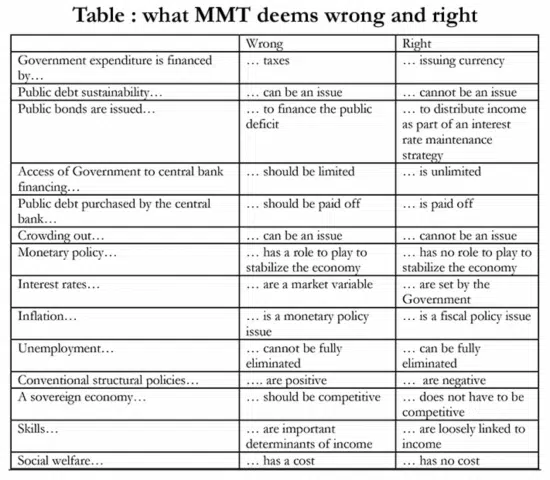 Table : what MMT deems wrong and right
Wrong
Right
Government expenditure is financed by…
… taxes
… issuing currency
Public debt sustainability…
… can be an issue
… cannot be an issue
Public bonds are issued…
… to finance the public deficit
… to distribute income as part of an interest rate maintenance strategy
Access of Government to central bank financing…
… should be limited
… is unlimited
Public debt purchased by the central bank…
… should be paid off
… is paid off
Crowding out…
… can be an issue
… cannot be an issue
Monetary policy…
… has a role to play to stabilize the economy
… has no role to play to stabilize the economy
Interest rates…
… are a market variable
… are set by the Government
Inflation…
… is a monetary policy issue
… is a fiscal policy issue
Unemployment…
… cannot be fully eliminated
… can be fully eliminated
Conventional structural policies…
…. are positive
… are negative
A sovereign economy…
… should be competitive
… does not have to be competitive
Skills…
… are important determinants of income
… are loosely linked to income
Social welfare…
… has a cost
… has no cost